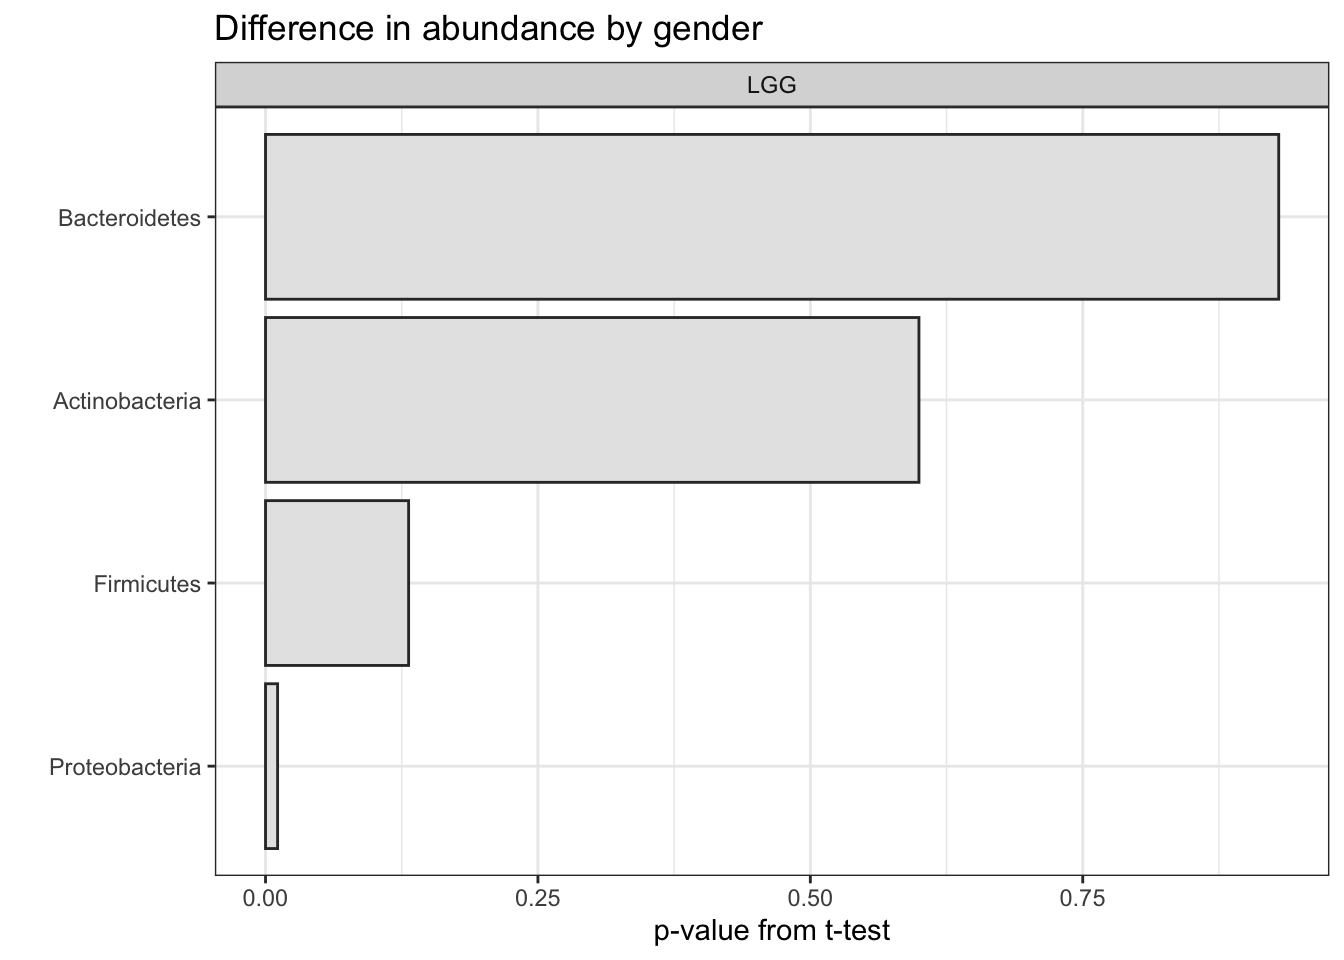 Difference in abundance by gender
LGG
Bacteroidetes
Actinobacteria
Firmicutes
Proteobacteria
0.00 0.25 0.50 0.75
p-value from t-test